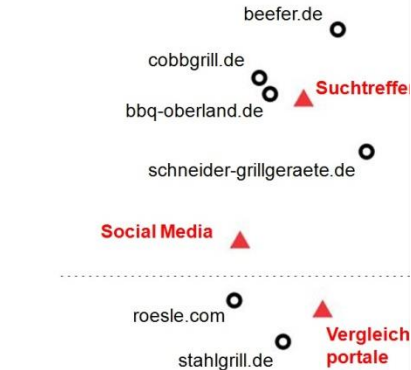 beefer.de
cobbgrill.de
Suchtreffer
bbq-oberland.de
schneider-grillgeraete.de
Social Media
roesle.com
Vergleich
portale
stahlgrill.de